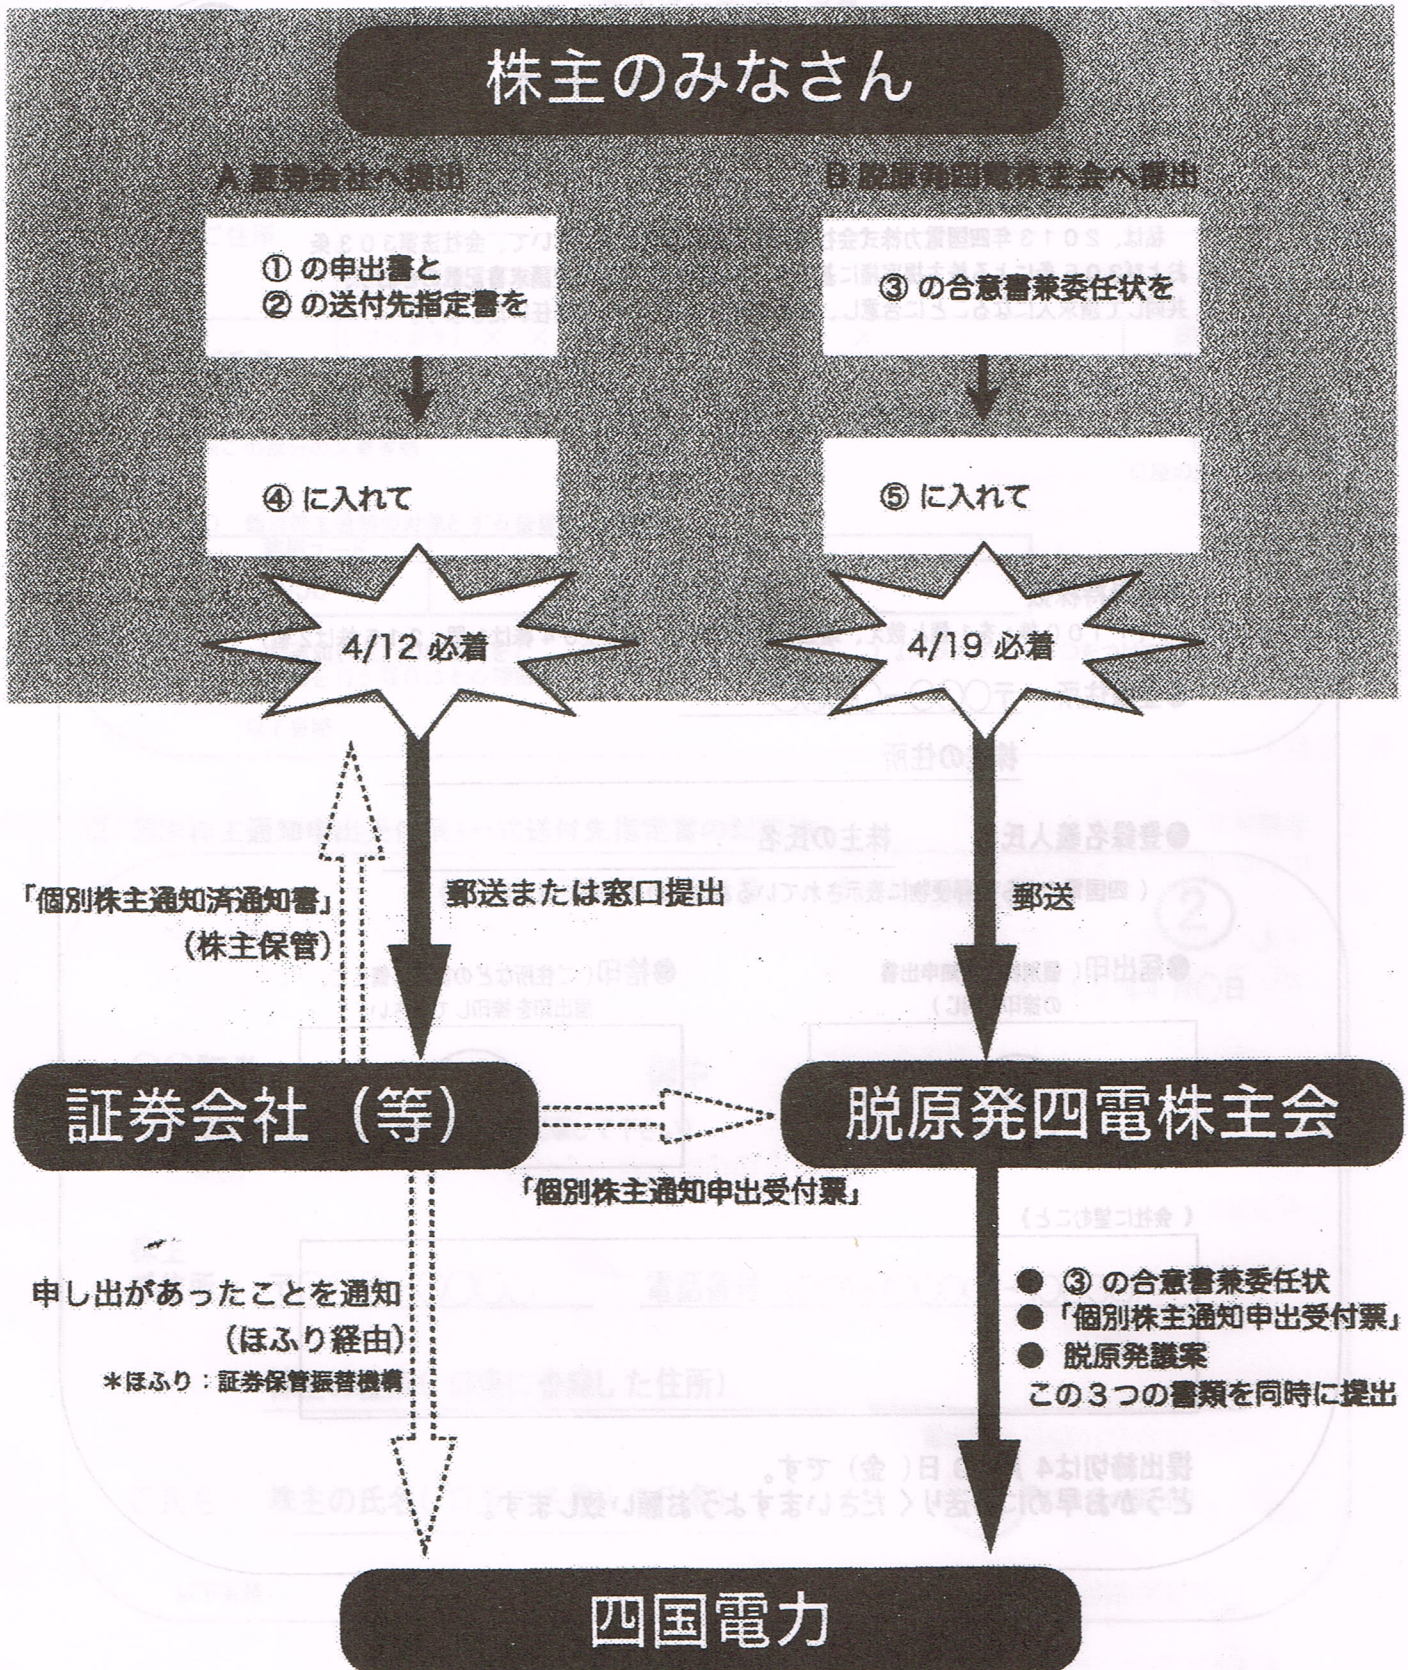 株主のみなさん
A 証券会社へ提出
① の申出書と
② の送付先指定書を
④ に入れて
4/12 必着
B 脱原発四電株主会へ提出
③ の合意書兼委任状を
⑤ に入れて
4/19 必着
「個別株主通知済通知書」
(株主保管)
郵送または窓口提出
郵送
証券会社（等）
脱原発四電株主会
「個別株主通知申出受付票」
申し出があったことを通知
(ほふり経由)
＊ほふり：証券保管振替機構
● ③ の合意書兼委任状
● 「個別株主通知申出受付票」
● 脱原発議案
この３つの書類を同時に提出
四国電力